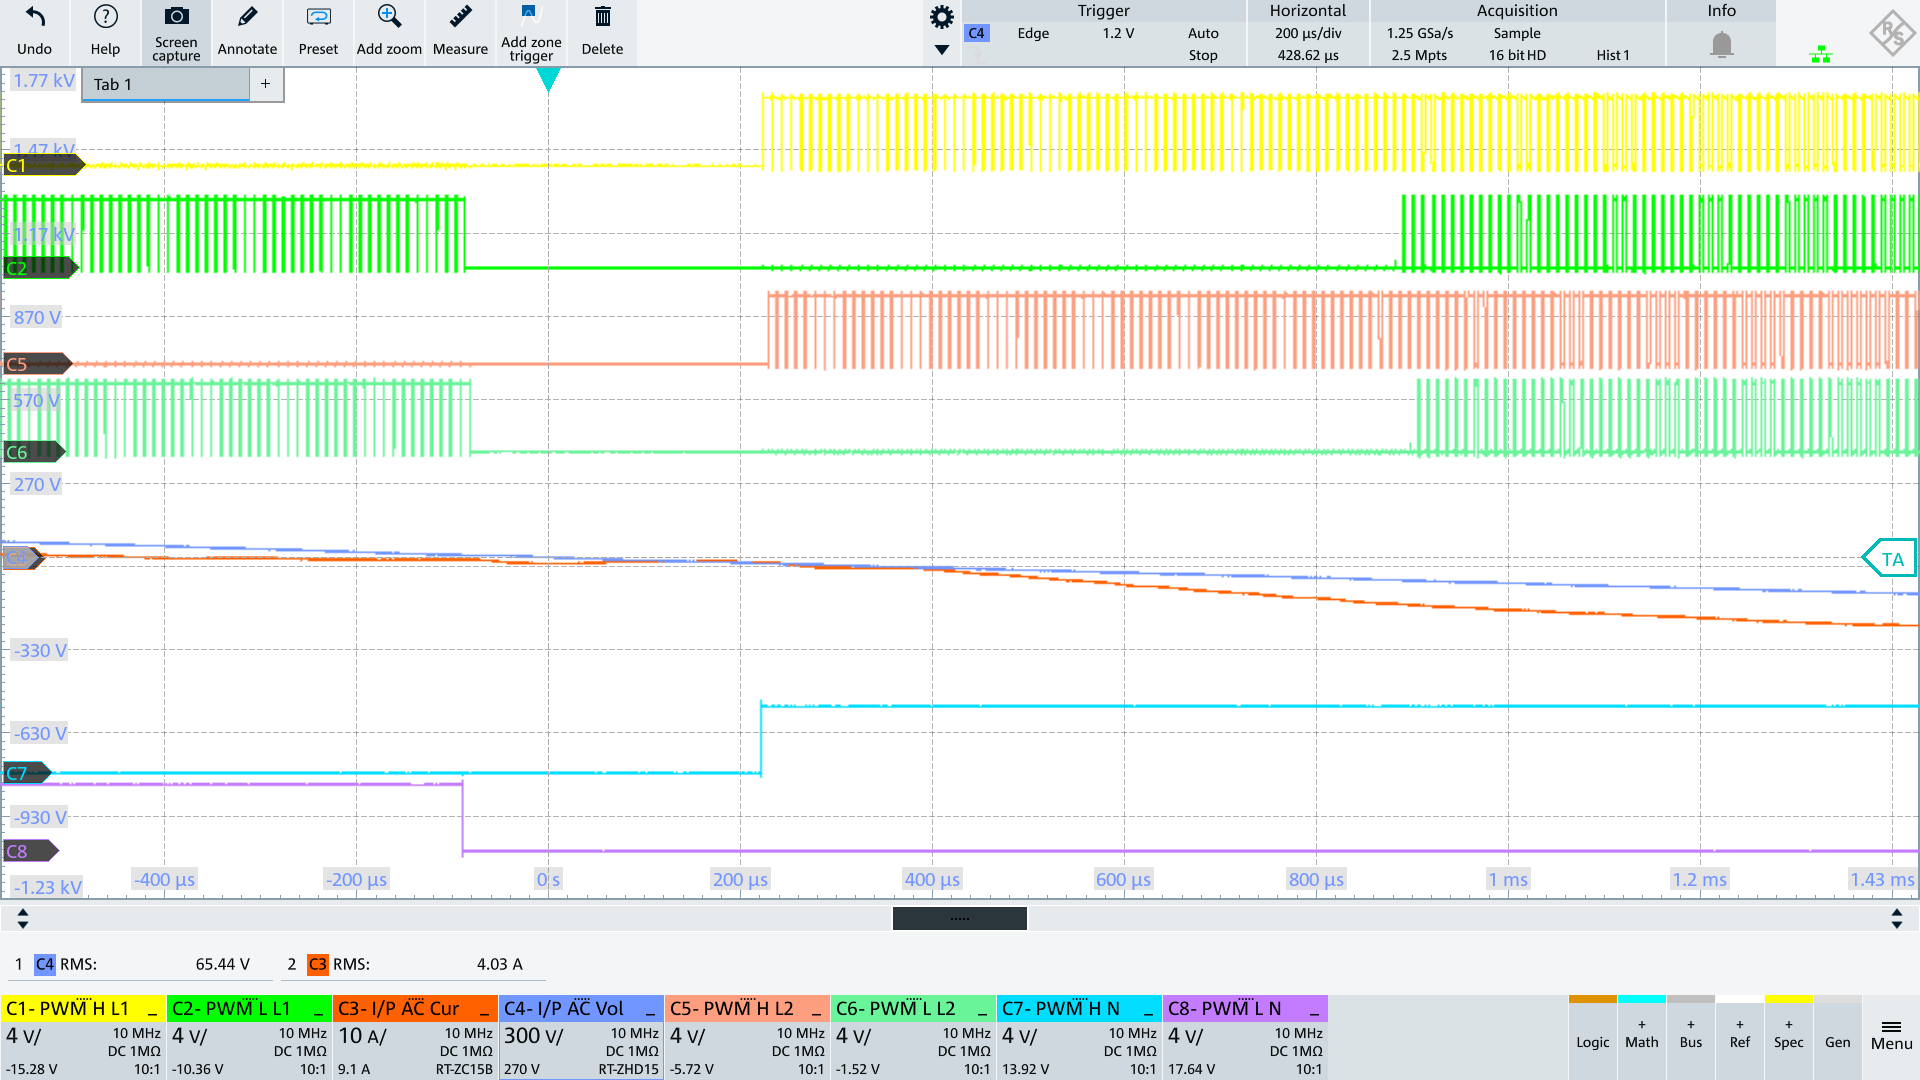 Undo
Help
Screen capture
Annotate
Preset
Add zoom
Measure
Add zone trigger
Delete
Trigger
C4 Edge 1.2 V Auto
Stop
Horizontal
200 µs/div
428.62 µs
Acquisition
1.25 GSa/s Sample
2.5 Mpts 16 bit HD Hist 1
Info
Tab 1 +
1.77 kV
1.47 kV
C1
1.17 kV
C2
870 V
C5
570 V
C6
270 V
C4
TA
-330 V
-630 V
C7
-930 V
C8
-1.23 kV
-400 µs -200 µs 0 s 200 µs 400 µs 600 µs 800 µs 1 ms 1.2 ms 1.43 ms
1 C4 RMS: 65.44 V 2 C3 RMS: 4.03 A
C1- PWM H L1
4 V/ 10 MHz
DC 1MΩ
-15.28 V 10:1
C2- PWM L L1
4 V/ 10 MHz
DC 1MΩ
-10.36 V 10:1
C3- I/P AC Cur
10 A/ 10 MHz
DC 1MΩ
9.1 A RT-ZC15B
C4- I/P AC Vol
300 V/ 10 MHz
DC 1MΩ
270 V RT-ZHD15
C5- PWM H L2
4 V/ 10 MHz
DC 1MΩ
-5.72 V 10:1
C6- PWM L L2
4 V/ 10 MHz
DC 1MΩ
-1.52 V 10:1
C7- PWM H N
4 V/ 10 MHz
DC 1MΩ
13.92 V 10:1
C8- PWM L N
4 V/ 10 MHz
DC 1MΩ
17.64 V 10:1
Logic
+ Math
+ Bus
+ Ref
+ Spec
Gen
Menu